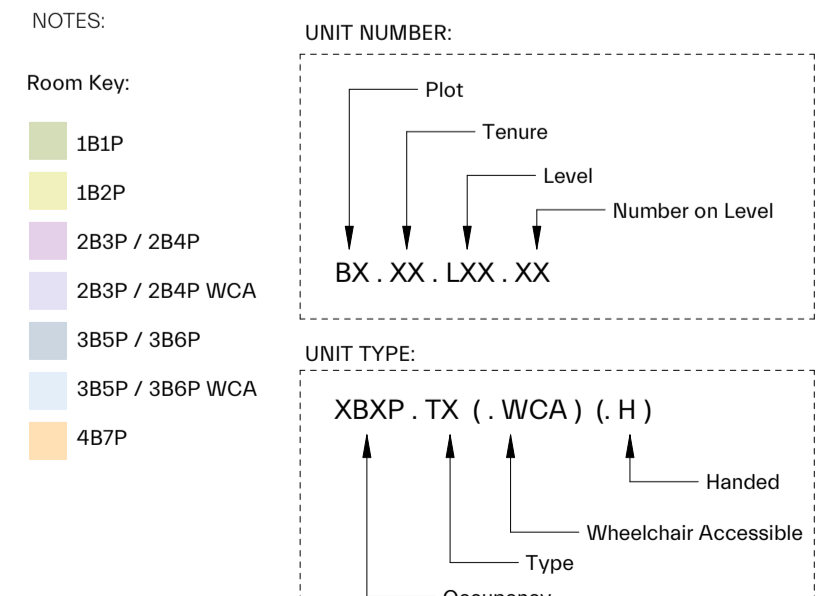 NOTES:
Room Key:
1B1P
1B2P
2B3P / 2B4P
2B3P / 2B4P WCA
3B5P / 3B6P
3B5P / 3B6P WCA
4B7P
UNIT NUMBER:
Plot
Tenure
Level
Number on Level
BX . XX . LXX . XX
UNIT TYPE:
XBXP . TX ( . WCA ) (. H )
Handed
Wheelchair Accessible
Type
Occupancy